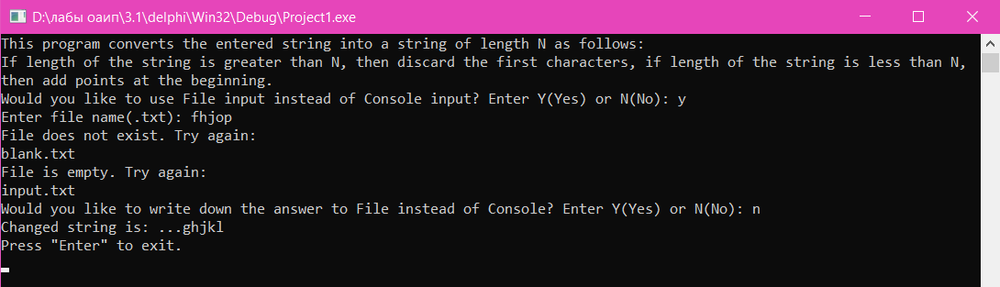 D:\лабы оаип\3.1\delphi\Win32\Debug\Project1.exe
This program converts the entered string into a string of length N as follows:
If length of the string is greater than N, then discard the first characters, if length of the string is less than N,
then add points at the beginning.
Would you like to use File input instead of Console input? Enter Y(Yes) or N(No): y
Enter file name(.txt): fhjop
File does not exist. Try again:
blank.txt
File is empty. Try again:
input.txt
Would you like to write down the answer to File instead of Console? Enter Y(Yes) or N(No): n
Changed string is: ...ghjkl
Press "Enter" to exit.